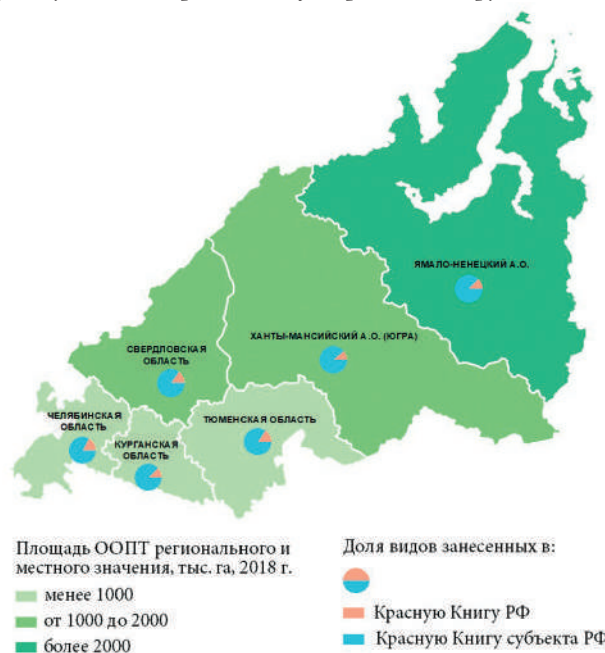 ЯМАЛО-НЕНЕЦКИЙ А.О.
ХАНТЫ-МАНСИЙСКИЙ А.О. (ЮГРА)
СВЕРДЛОВСКАЯ
ОБЛАСТЬ
ЧЕЛЯБИНСКАЯ
ОБЛАСТЬ
КУРГАНСКАЯ
ОБЛАСТЬ
ТЮМЕНСКАЯ ОБЛАСТЬ
Площадь ООПТ регионального и
местного значения, тыс. га, 2018 г.
менее 1000
от 1000 до 2000
более 2000
Доля видов занесенных в:
Красную Книгу РФ
Красную Книгу субъекта РФ